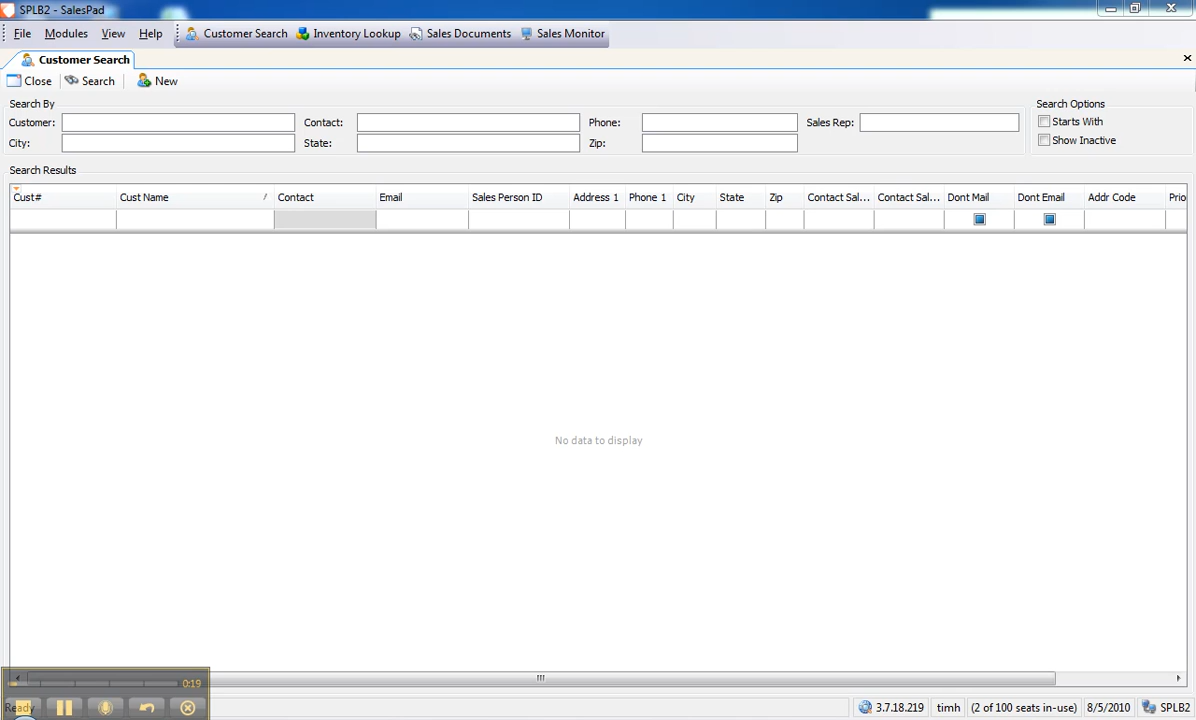 SPLB2 - SalesPad
File Modules View Help Customer Search Inventory Lookup Sales Documents Sales Monitor
Customer Search
Close Search New
Search By Search Options
Customer: Contact: Phone: Sales Rep: Starts With
City: State: Zip: Show Inactive
Search Results
Cust# Cust Name / Contact Email Sales Person ID Address 1 Phone 1 City State Zip Contact Sal... Contact Sal... Dont Mail Dont Email Addr Code Prio
No data to display
0:19
Ready 3.7.18.219 timh (2 of 100 seats in-use) 8/5/2010 SPLB2